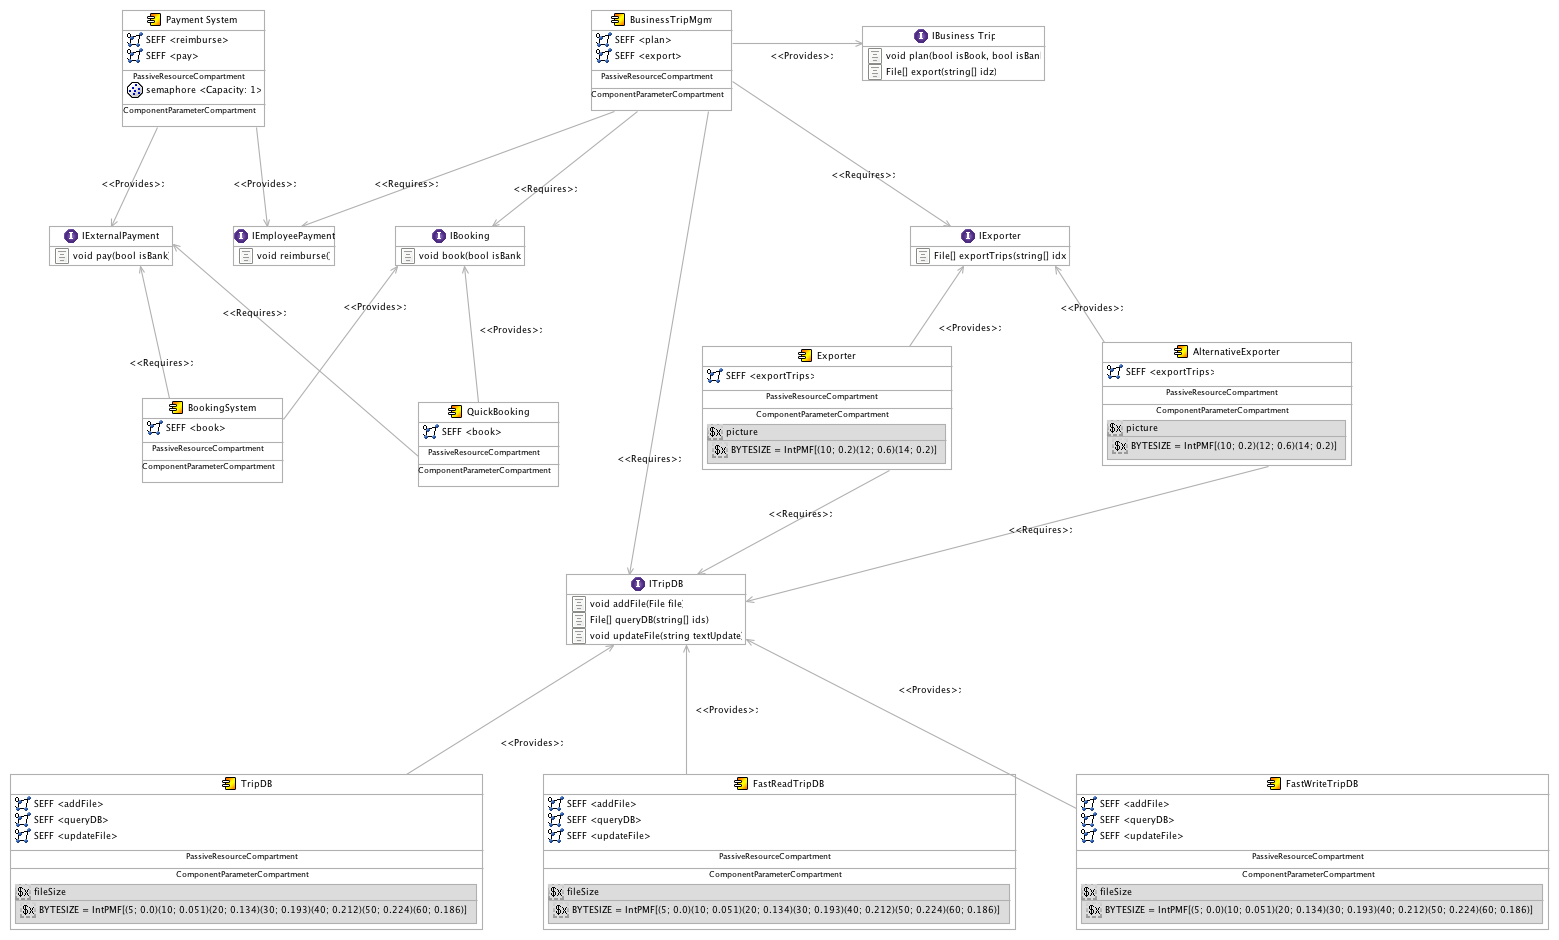 Payment System
SEFF <reimburse>
SEFF <pay>
PassiveResourceCompartment
semaphore <Capacity: 1>
ComponentParameterCompartment
BusinessTripMgmt
SEFF <plan>
SEFF <export>
PassiveResourceCompartment
ComponentParameterCompartment
<<Provides>>
IBusiness Trip
void plan(bool isBook, bool isBan
File[] export(string[] idz)
<<Provides>>
<<Provides>>
<<Requires>>
<<Requires>>
<<Requires>>
IExternalPayment
void pay(bool isBank)
IEmployeePayment
void reimburse()
IBooking
void book(bool isBank
IExporter
File[] exportTrips(string[] idx
<<Requires>>
<<Requires>>
<<Provides>>
<<Provides>>
<<Provides>>
<<Provides>>
BookingSystem
SEFF <book>
PassiveResourceCompartment
ComponentParameterCompartment
QuickBooking
SEFF <book>
PassiveResourceCompartment
ComponentParameterCompartment
Exporter
SEFF <exportTrips>
PassiveResourceCompartment
ComponentParameterCompartment
picture
BYTESIZE = IntPMF[(10; 0.2)(12; 0.6)(14; 0.2)]
AlternativeExporter
SEFF <exportTrips>
PassiveResourceCompartment
ComponentParameterCompartment
picture
BYTESIZE = IntPMF[(10; 0.2)(12; 0.6)(14; 0.2)]
<<Requires>>
<<Requires>>
<<Requires>>
ITripDB
void addFile(File file)
File[] queryDB(string[] ids)
void updateFile(string textUpdate)
<<Provides>>
<<Provides>>
<<Provides>>
TripDB
SEFF <addFile>
SEFF <queryDB>
SEFF <updateFile>
PassiveResourceCompartment
ComponentParameterCompartment
fileSize
BYTESIZE = IntPMF[(5; 0.0)(10; 0.051)(20; 0.134)(30; 0.193)(40; 0.212)(50; 0.224)(60; 0.186)]
FastReadTripDB
SEFF <addFile>
SEFF <queryDB>
SEFF <updateFile>
PassiveResourceCompartment
ComponentParameterCompartment
fileSize
BYTESIZE = IntPMF[(5; 0.0)(10; 0.051)(20; 0.134)(30; 0.193)(40; 0.212)(50; 0.224)(60; 0.186)]
FastWriteTripDB
SEFF <addFile>
SEFF <queryDB>
SEFF <updateFile>
PassiveResourceCompartment
ComponentParameterCompartment
fileSize
BYTESIZE = IntPMF[(5; 0.0)(10; 0.051)(20; 0.134)(30; 0.193)(40; 0.212)(50; 0.224)(60; 0.186)]